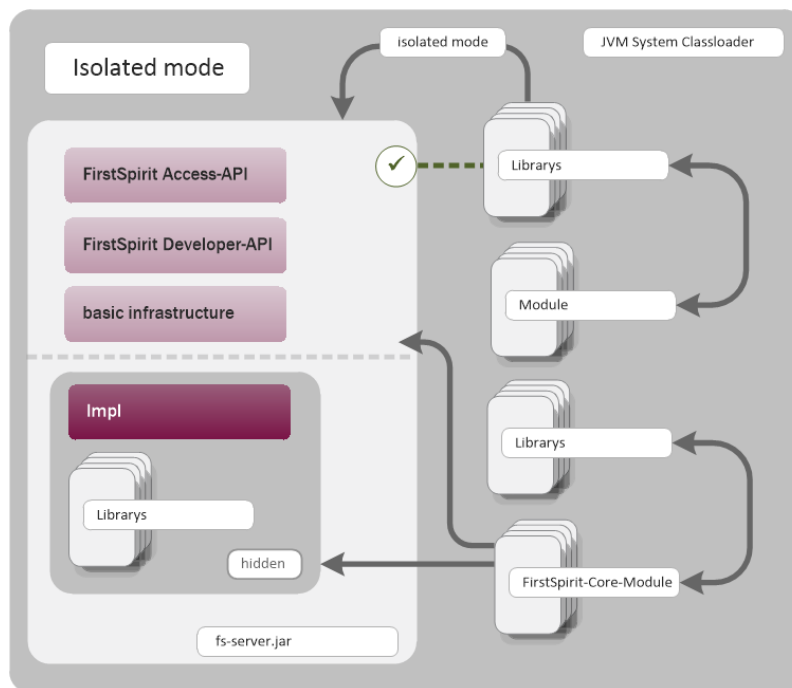 isolated mode
JVM System Classloader
Isolated mode
FirstSpirit Access-API
Librarys
FirstSpirit Developer-API
Module
basic infrastructure
Impl
Librarys
Librarys
hidden
FirstSpirit-Core-Module
fs-server.jar